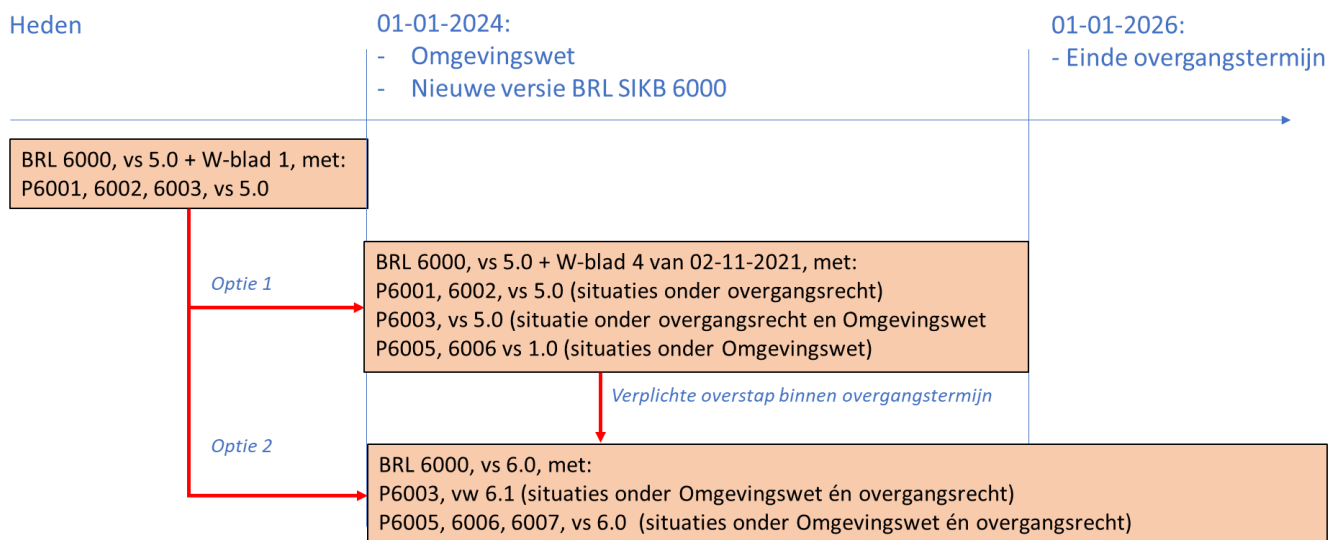 Heden
01-01-2024:
- Omgevingswet
- Nieuwe versie BRL SIKB 6000
01-01-2026:
- Einde overgangstermijn
BRL 6000, vs 5.0 + W-blad 1, met:
P6001, 6002, 6003, vs 5.0
Optie 1
BRL 6000, vs 5.0 + W-blad 4 van 02-11-2021, met:
P6001, 6002, vs 5.0 (situaties onder overgangsrecht)
P6003, vs 5.0 (situatie onder overgangsrecht en Omgevingswet
P6005, 6006 vs 1.0 (situaties onder Omgevingswet)
Verplichte overstap binnen overgangstermijn
Optie 2
BRL 6000, vs 6.0, met:
P6003, vw 6.1 (situaties onder Omgevingswet én overgangsrecht)
P6005, 6006, 6007, vs 6.0 (situaties onder Omgevingswet én overgangsrecht)